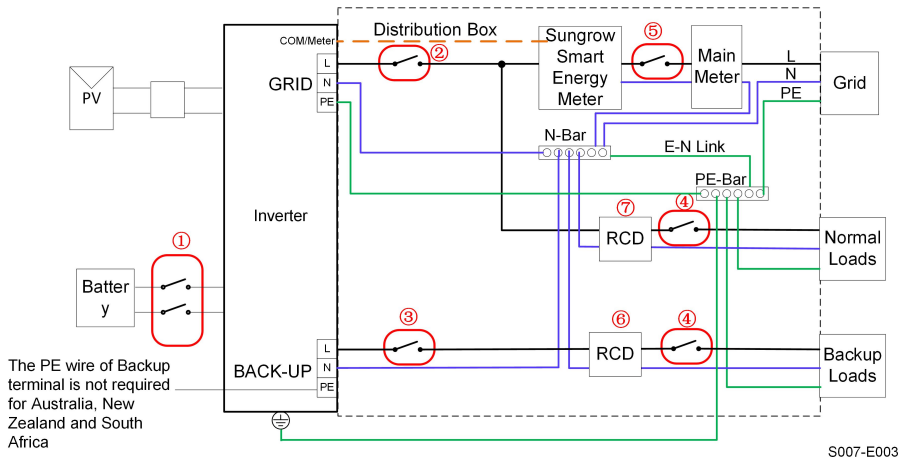 Distribution Box
COM/Meter
②
⑤
Sungrow
Smart
Energy
Meter
Main
Meter
L
N
PE
Grid
PV
GRID
L
N
PE
N-Bar
E-N Link
PE-Bar
Inverter
①
⑦
④
RCD
Normal
Loads
Batter
y
③
⑥
④
RCD
Backup
Loads
BACK-UP
L
N
PE
The PE wire of Backup
terminal is not required
for Australia, New
Zealand and South
Africa
S007-E003